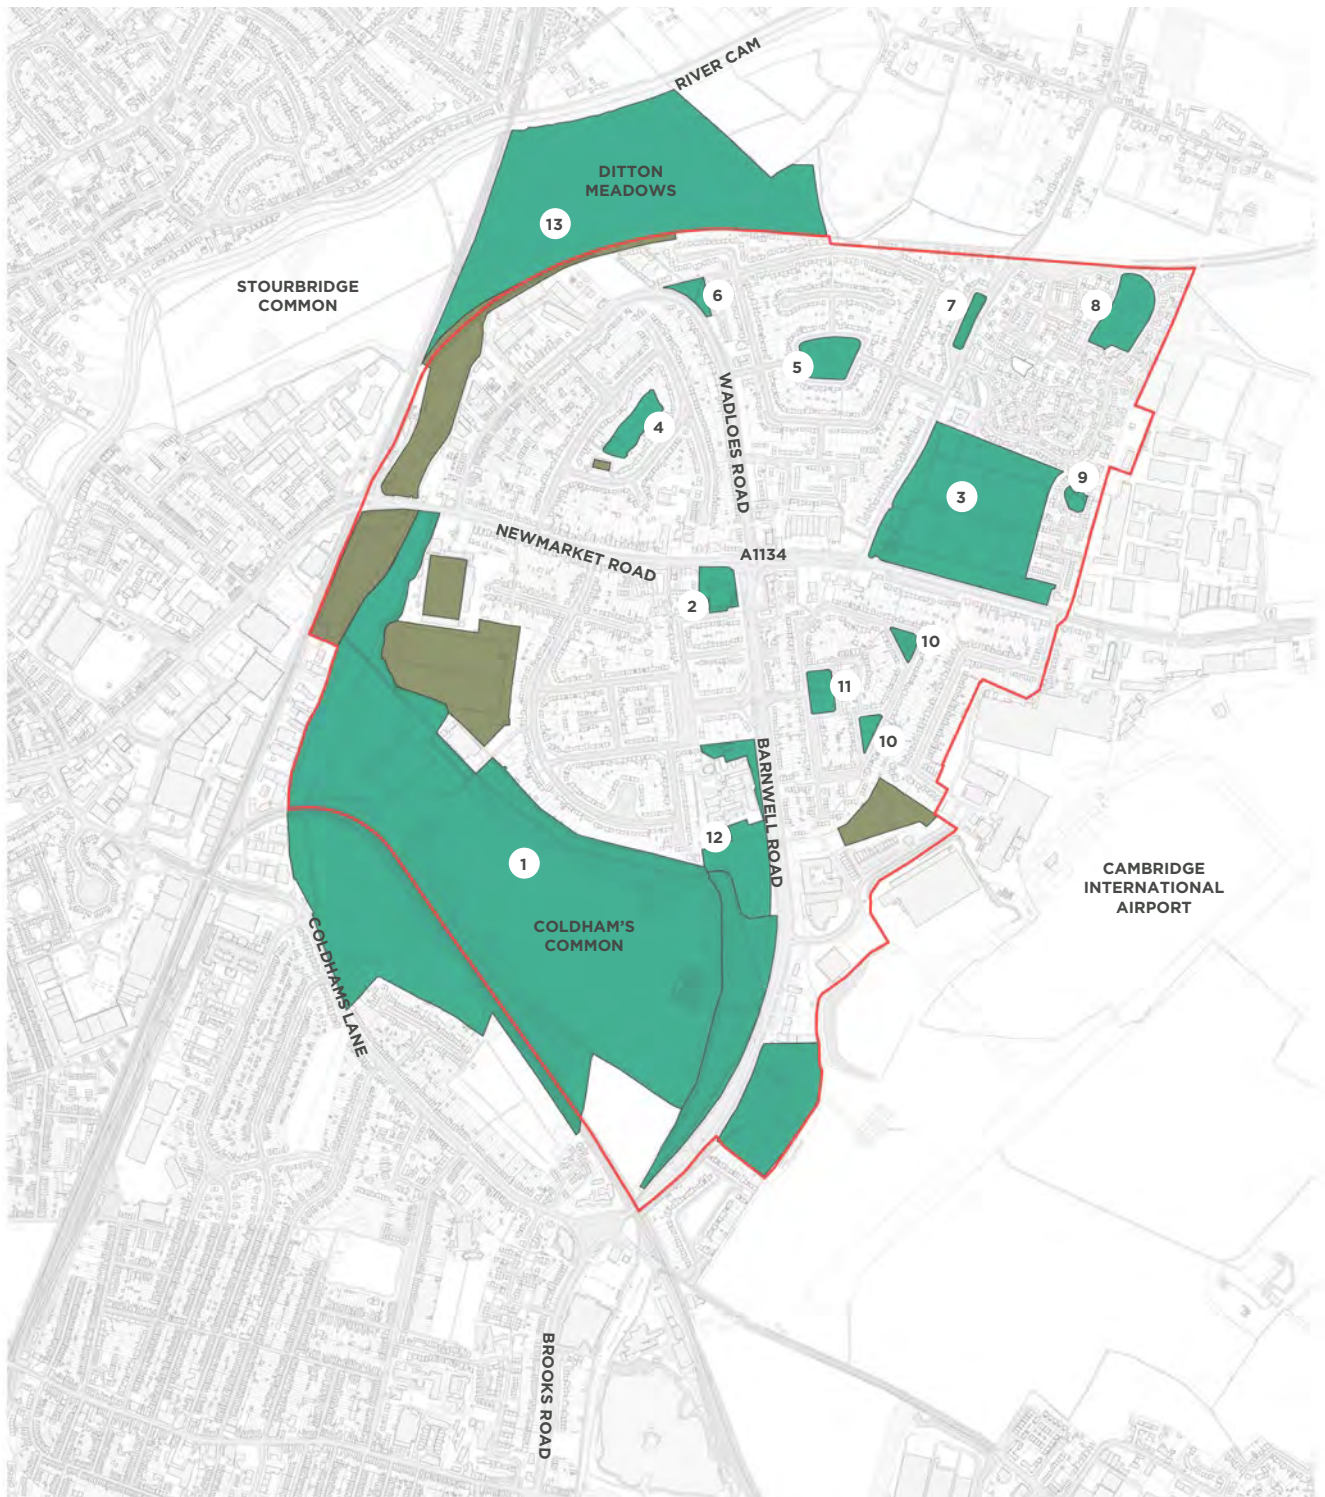 RIVER CAM
DITTON
MEADOWS
13
STOURBRIDGE
COMMON
6
7
8
5
WADLOES ROAD
4
9
3
NEWMARKET ROAD
A1134
2
10
11
10
BARNWELL ROAD
12
1
CAMBRIDGE
INTERNATIONAL
AIRPORT
COLDHAM'S
COMMON
COLDHAMS LANE
BROOKS ROAD